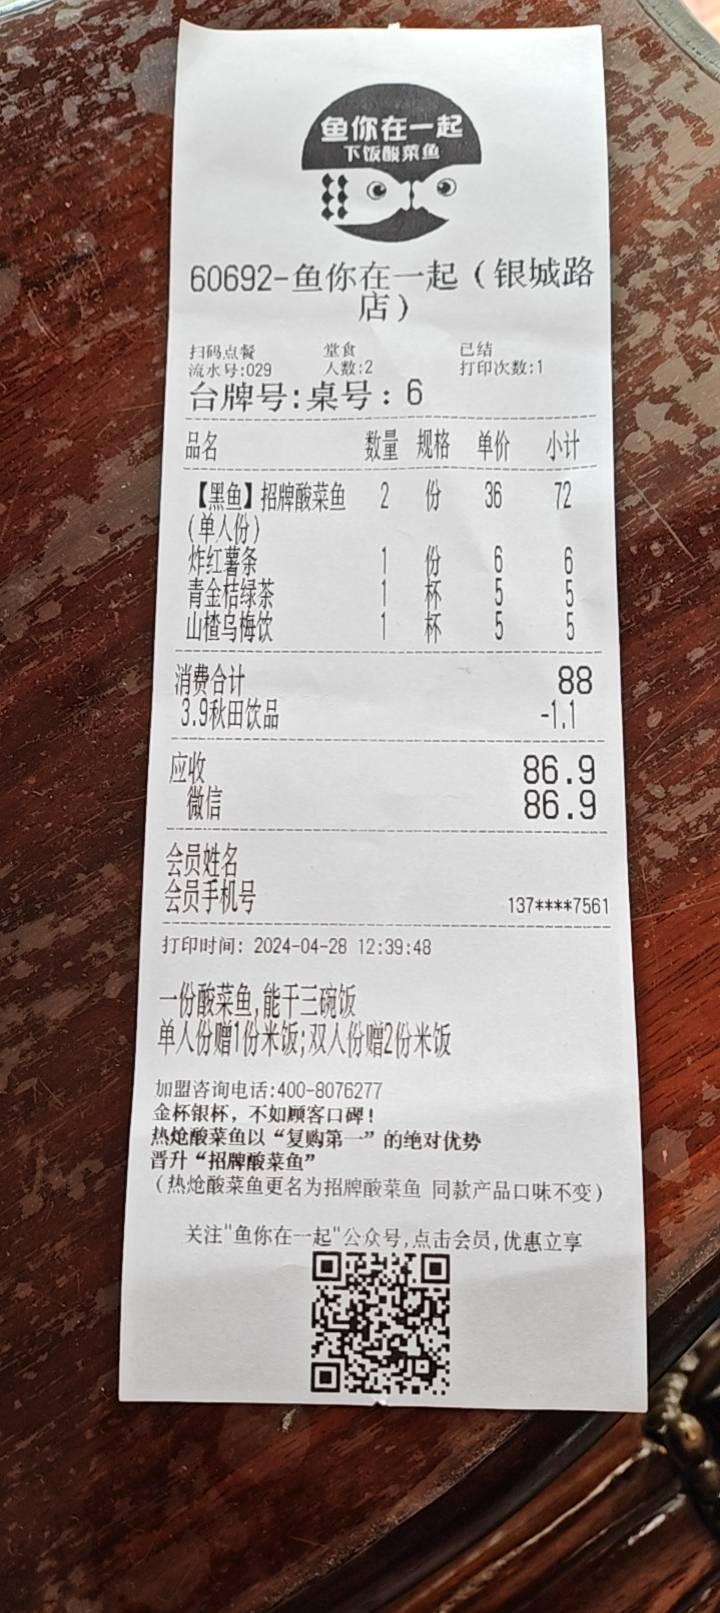 鱼你在一起
下饭酸菜鱼
60692-鱼你在一起（银城路
店）
扫码点餐 堂食 已结
流水号:029 人数:2 打印次数:1
台牌号:桌号：6
品名 数量 规格 单价 小计
【黑鱼】招牌酸菜鱼 2 份 36 72
(单人份)
炸红薯条 1 份 6 6
青金桔绿茶 1 杯 5 5
山楂乌梅饮 1 杯 5 5
消费合计 88
3.9秋田饮品 -1.1
应收 86.9
微信 86.9
会员姓名
会员手机号 137****7561
打印时间: 2024-04-28 12:39:48
一份酸菜鱼,能干三碗饭
单人份赠1份米饭;双人份赠2份米饭
加盟咨询电话:400-8076277
金杯银杯，不如顾客口碑！
热炝酸菜鱼以“复购第一”的绝对优势
晋升“招牌酸菜鱼”
（热炝酸菜鱼更名为招牌酸菜鱼 同款产品口味不变）
关注"鱼你在一起"公众号,点击会员,优惠立享